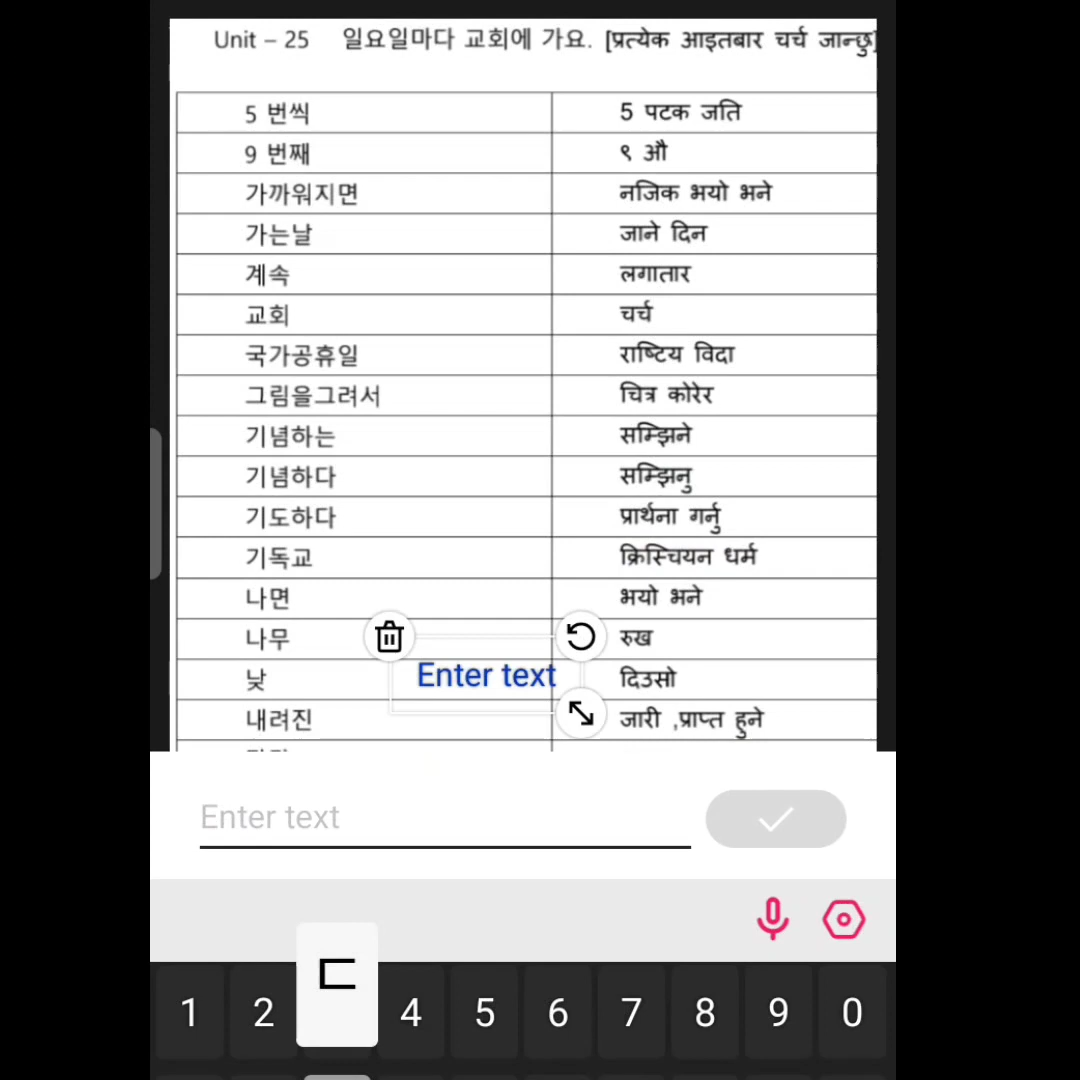 Unit – 25 일요일마다 교회에 가요. [प्रत्येक आइतबार चर्च जान्छु]
5 번씩 5 पटक जति
9 번째 ९ औ
가까워지면 नजिक भयो भने
가는날 जाने दिन
계속 लगातार
교회 चर्च
국가공휴일 राष्टिय विदा
그림을그려서 चित्र कोरेर
기념하는 सम्झिने
기념하다 सम्झिनु
기도하다 प्रार्थना गर्नु
기독교 क्रिस्चियन धर्म
나면 भयो भने
나무 रुख
Enter text
낮 दिउसो
내려진 जारी ,प्राप्त हुने
Enter text
ㄷ
1 2 4 5 6 7 8 9 0